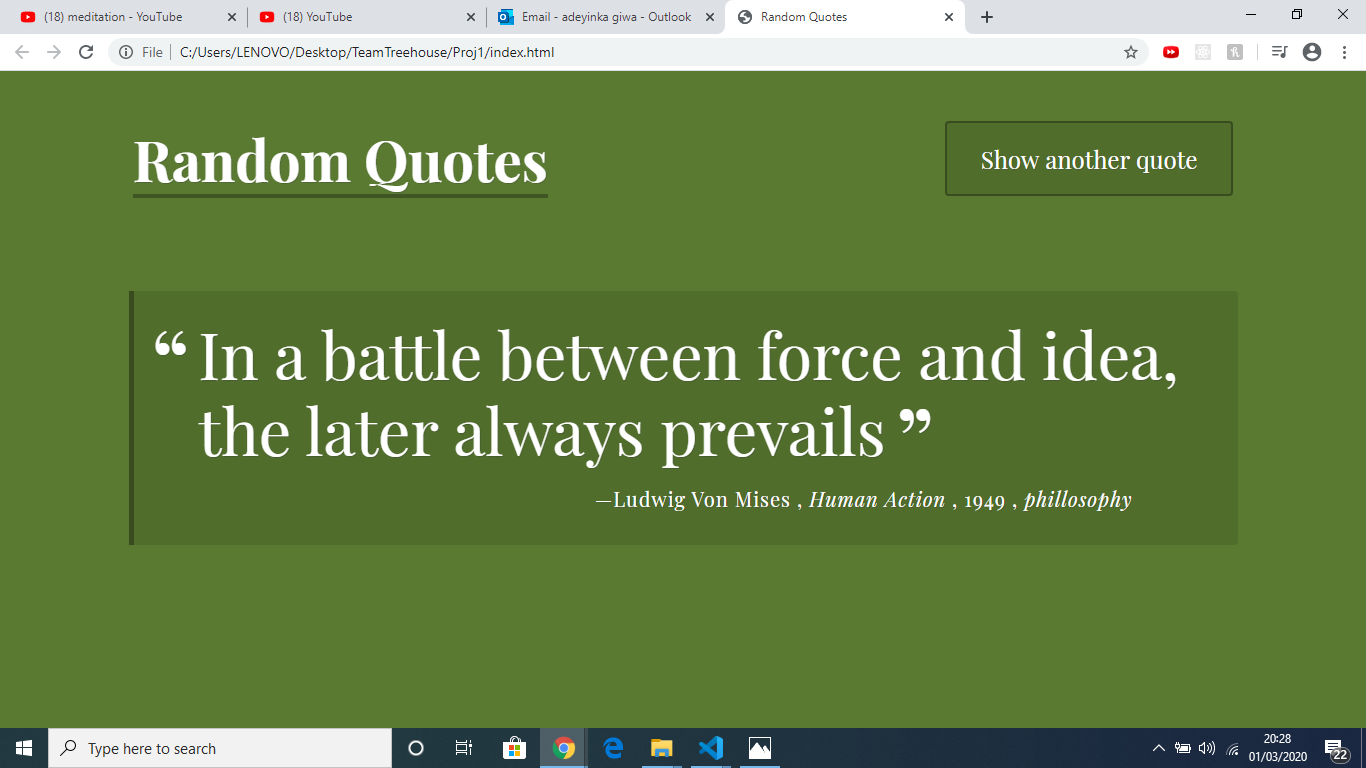 (18) meditation - YouTube
(18) YouTube
Email - adeyinka giwa - Outlook
Random Quotes
File
C:/Users/LENOVO/Desktop/TeamTreehouse/Proj1/index.html
Random Quotes
Show another quote
“ In a battle between force and idea,
the later always prevails ”
—Ludwig Von Mises , Human Action , 1949 , phillosophy
Type here to search
20:28
01/03/2020
22